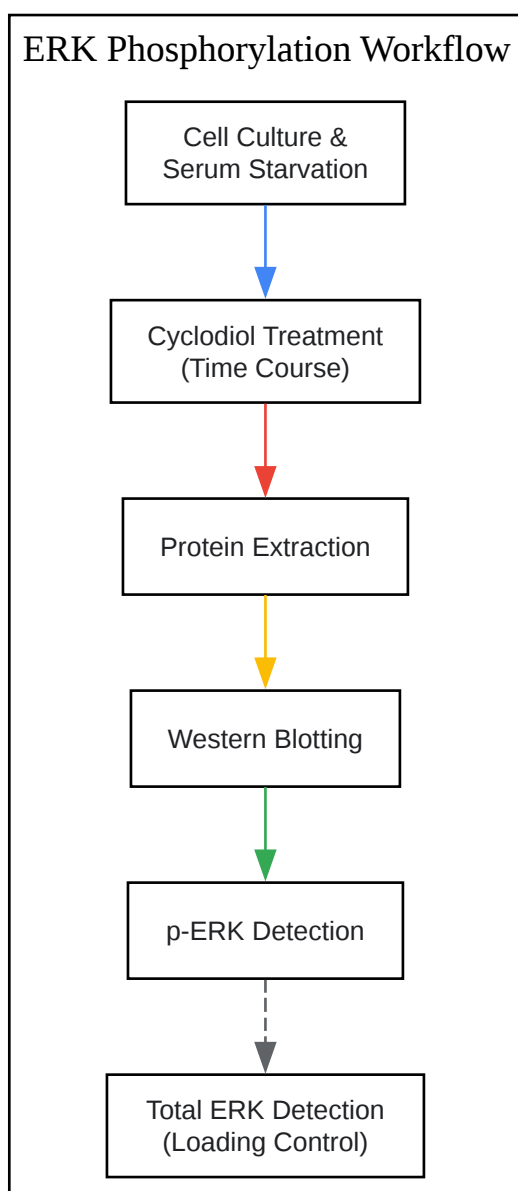 ERK Phosphorylation Workflow
Cell Culture &
Serum Starvation
Cyclodiol Treatment
(Time Course)
Protein Extraction
Western Blotting
p-ERK Detection
Total ERK Detection
(Loading Control)